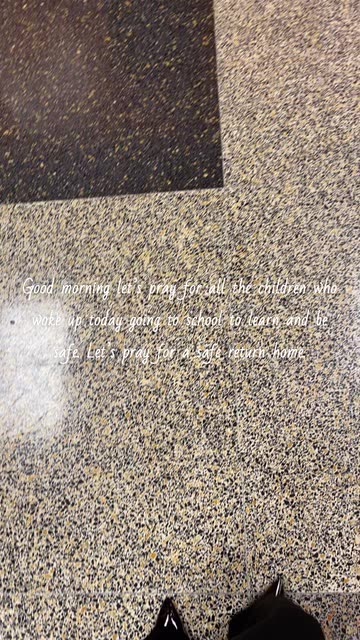 Good morning let's pray for all the children who
woke up today going to school to learn and be
safe. Let's pray for a safe return home